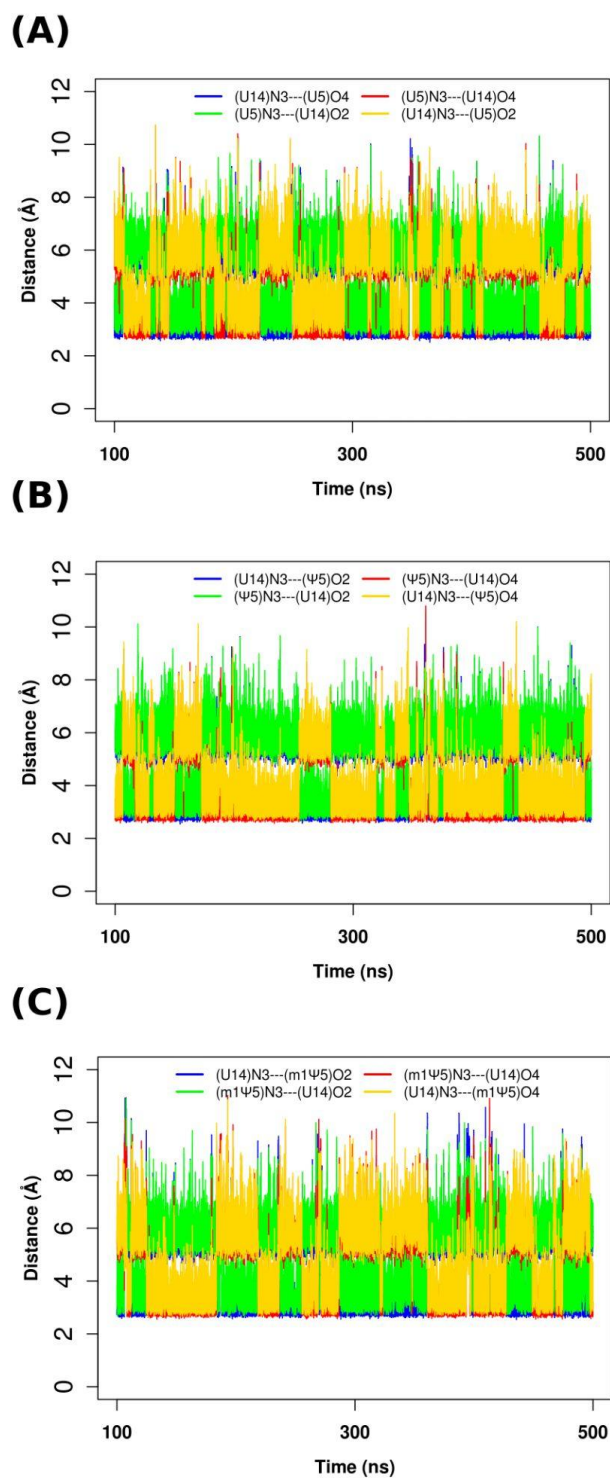 (A)
(U14)N3---(U5)O4 (U5)N3---(U14)O4
(U5)N3---(U14)O2 (U14)N3---(U5)O2
12
10
8
6
4
2
0
Distance (Å)
100 300 500
Time (ns)
(B)
(U14)N3---(Ψ5)O2 (Ψ5)N3---(U14)O4
(Ψ5)N3---(U14)O2 (U14)N3---(Ψ5)O4
12
10
8
6
4
2
0
Distance (Å)
100 300 500
Time (ns)
(C)
(U14)N3---(m1Ψ5)O2 (m1Ψ5)N3---(U14)O4
(m1Ψ5)N3---(U14)O2 (U14)N3---(m1Ψ5)O4
12
10
8
6
4
2
0
Distance (Å)
100 300 500
Time (ns)